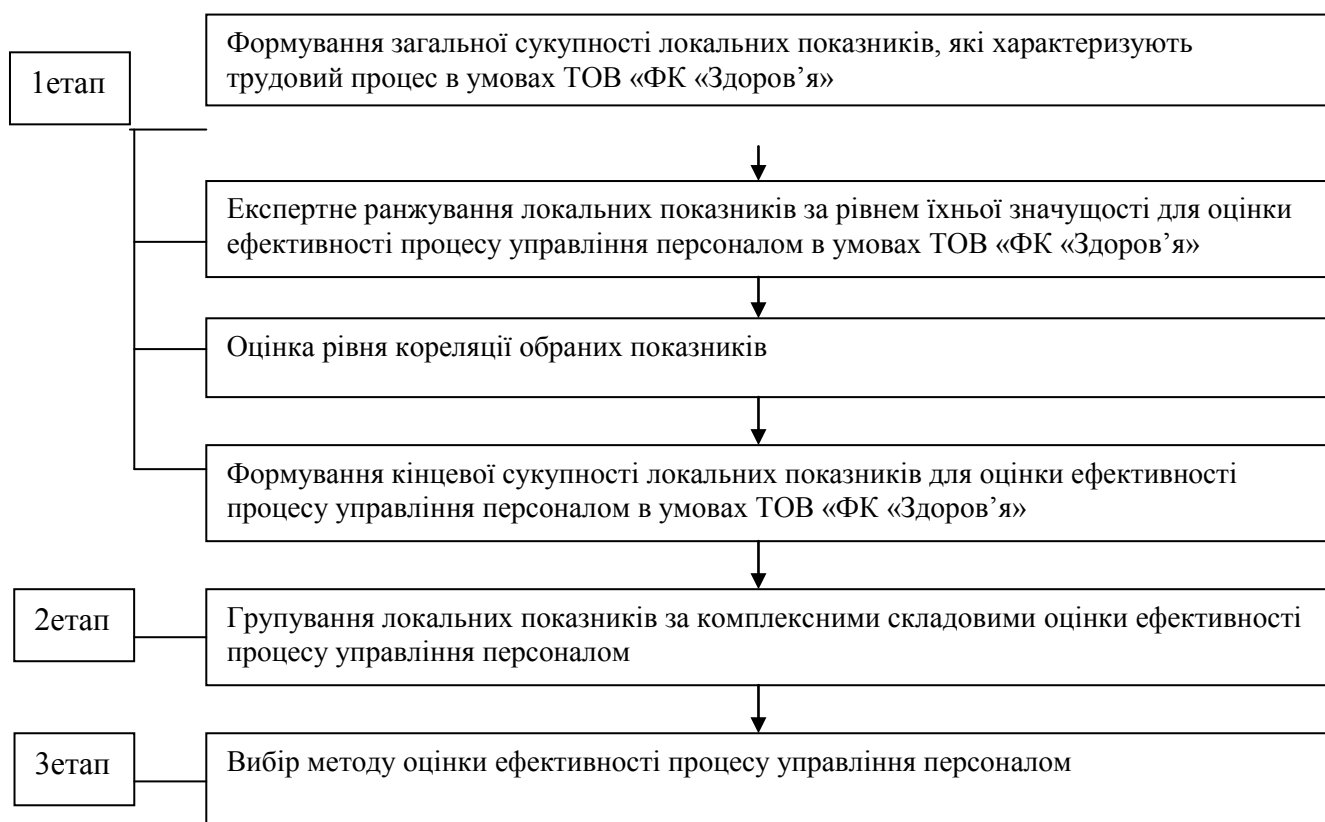 Формування загальної сукупності локальних показників, які характеризують
трудовий процес в умовах ТОВ «ФК «Здоров’я»
1етап
Експертне ранжування локальних показників за рівнем їхньої значущості для оцінки
ефективності процесу управління персоналом в умовах ТОВ «ФК «Здоров’я»
Оцінка рівня кореляції обраних показників
Формування кінцевої сукупності локальних показників для оцінки ефективності
процесу управління персоналом в умовах ТОВ «ФК «Здоров’я»
2етап
Групування локальних показників за комплексними складовими оцінки ефективності
процесу управління персоналом
3етап
Вибір методу оцінки ефективності процесу управління персоналом